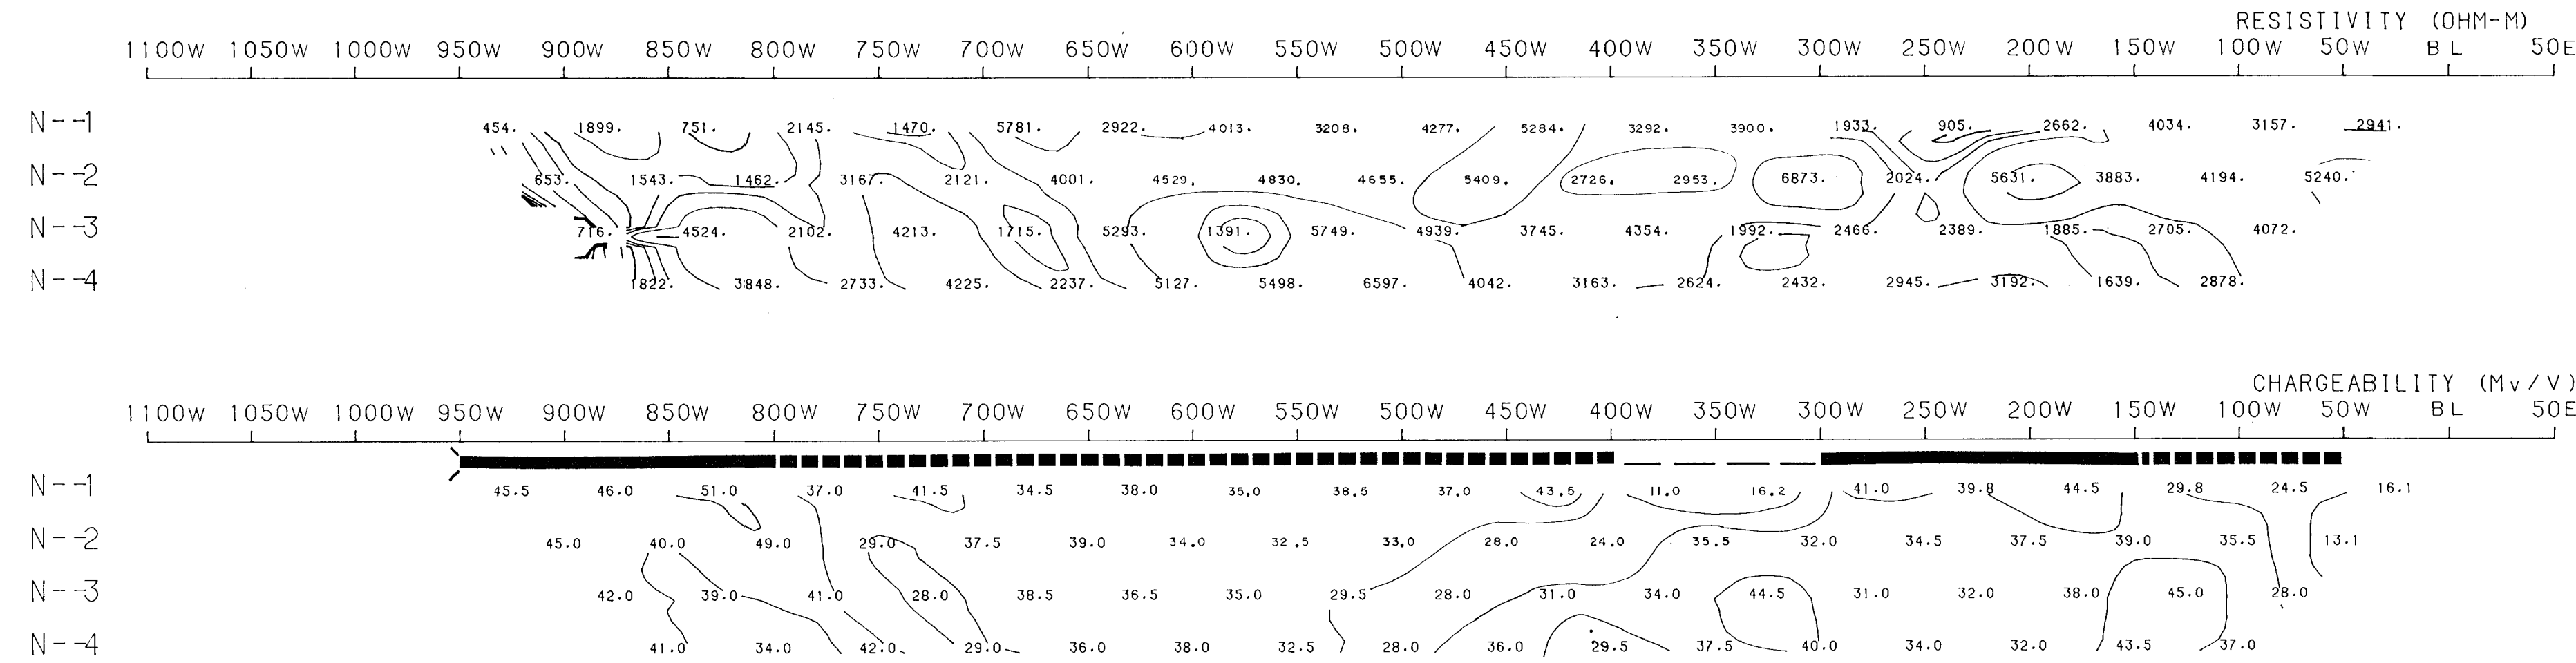 RESISTIVITY (OHM-M)
1100W 1050W 1000W 950W 900W 850W 800W 750W 700W 650W 600W 550W 500W 450W 400W 350W 300W 250W 200W 150W 100W 50W BL 50E
N--1 454. 1899. 751. 2145. 1470. 5781. 2922. 4013. 3208. 4277. 5284. 3292. 3900. 1933. 905. 2662. 4034. 3157. 2941.
N--2 653. 1543. 1462. 3167. 2121. 4001. 4529. 4830. 4655. 5409. 2726. 2953. 6873. 2024. 5631. 3883. 4194. 5240.
N--3 716. 4524. 2102. 4213. 1715. 5293. 1391. 5749. 4939. 3745. 4354. 1992. 2466. 2389. 1885. 2705. 4072.
N--4 1822. 3848. 2733. 4225. 2237. 5127. 5498. 6597. 4042. 3163. 2624. 2432. 2945. 3192. 1639. 2878.
CHARGEABILITY (Mv/V)
1100W 1050W 1000W 950W 900W 850W 800W 750W 700W 650W 600W 550W 500W 450W 400W 350W 300W 250W 200W 150W 100W 50W BL 50E
N--1 45.5 46.0 51.0 37.0 41.5 34.5 38.0 35.0 38.5 37.0 43.5 11.0 16.2 41.0 39.8 44.5 29.8 24.5 16.1
N--2 45.0 40.0 49.0 29.0 37.5 39.0 34.0 32.5 33.0 28.0 24.0 35.5 32.0 34.5 37.5 39.0 35.5 13.1
N--3 42.0 39.0 41.0 28.0 38.5 36.5 35.0 29.5 28.0 31.0 34.0 44.5 31.0 32.0 38.0 45.0 28.0
N--4 41.0 34.0 42.0 29.0 36.0 38.0 32.5 28.0 36.0 29.5 37.5 40.0 34.0 32.0 43.5 37.0